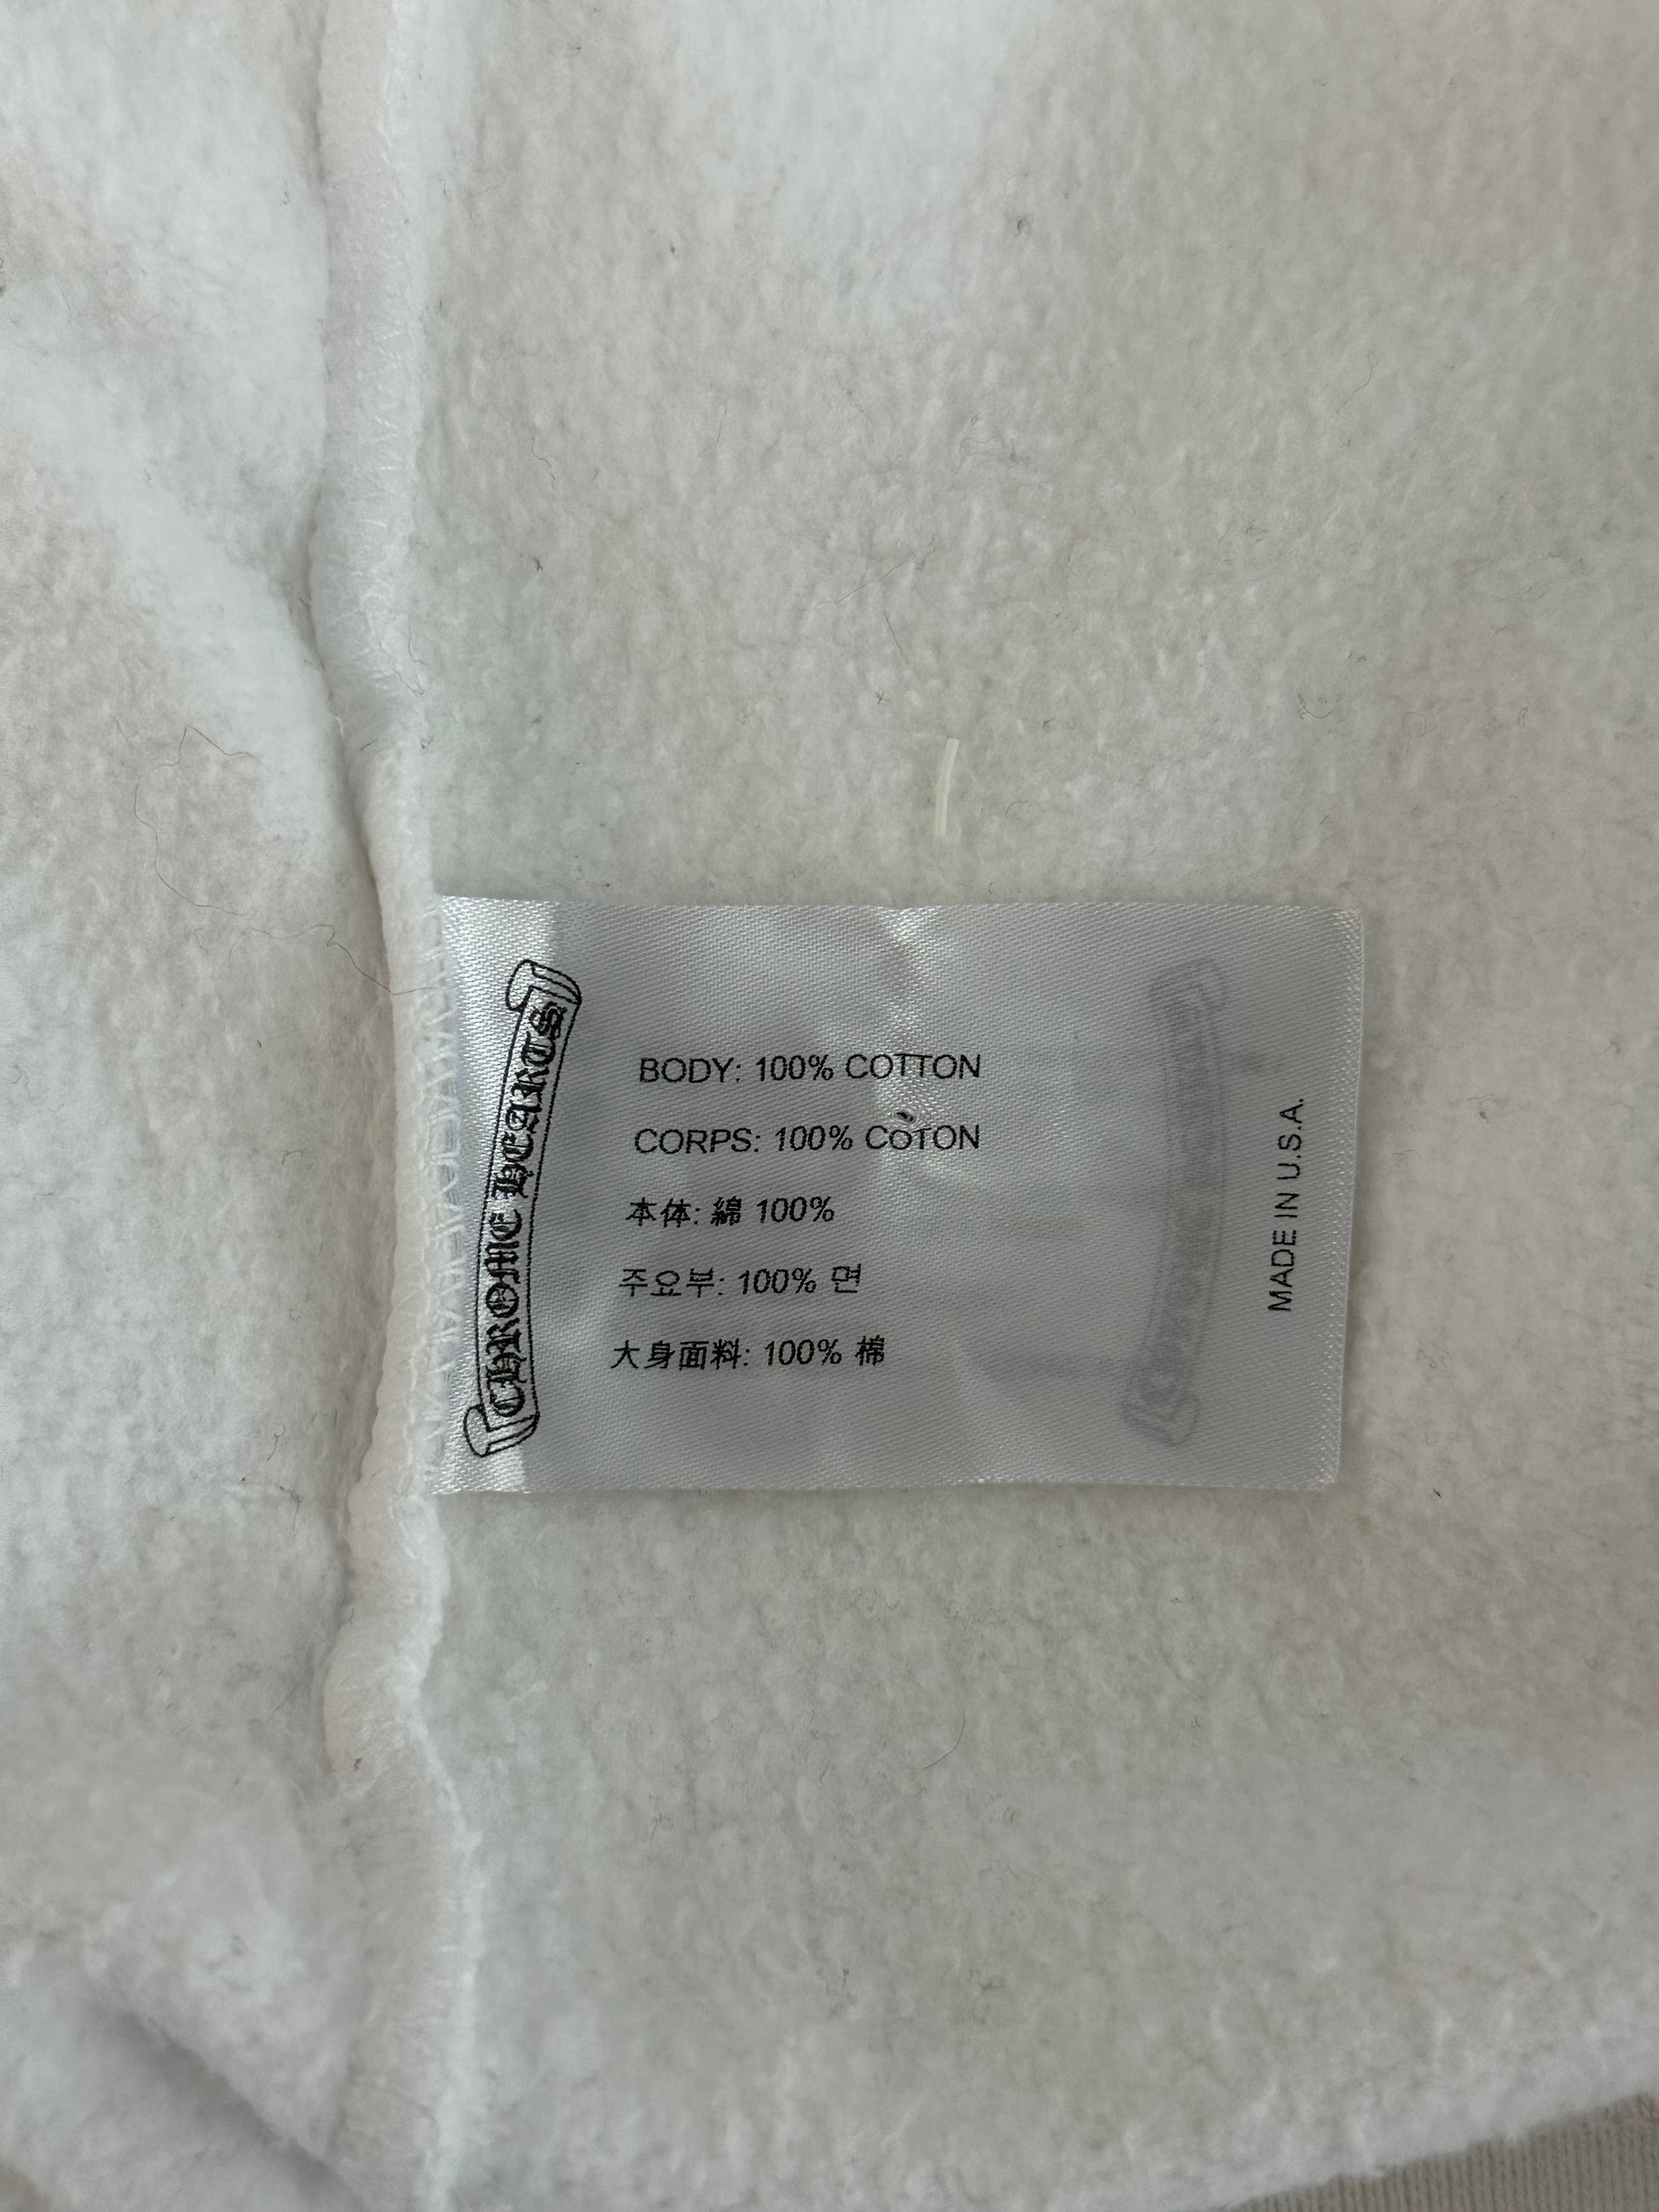 CHROME HEARTS
BODY: 100% COTTON
CORPS: 100% COTON
本体: 綿 100%
주요부: 100% 면
大身面料: 100% 棉
MADE IN U.S.A.